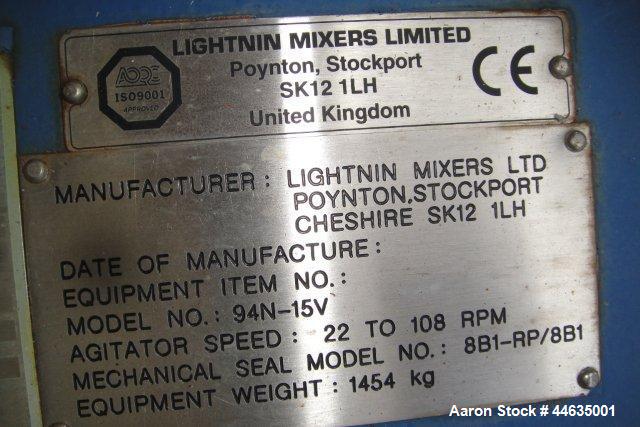 LIGHTNIN MIXERS LIMITED
Poynton, Stockport
SK12 1LH
United Kingdom
AOQC
ISO9001
APPROVED
CE
MANUFACTURER: LIGHTNIN MIXERS LTD
POYNTON,STOCKPORT
CHESHIRE SK12 1LH
DATE OF MANUFACTURE:
EQUIPMENT ITEM NO.:
MODEL NO.: 94N-15V
AGITATOR SPEED: 22 TO 108 RPM
MECHANICAL SEAL MODEL NO.: 8B1-RP/8B1
EQUIPMENT WEIGHT: 1454 kg
Aaron Stock # 44635001